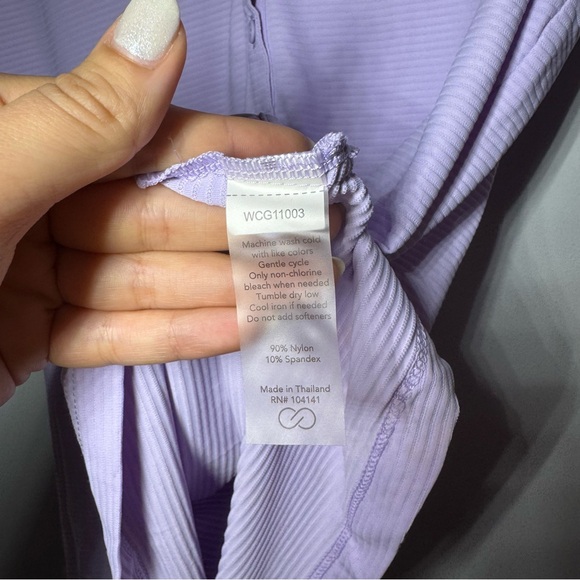 WCG11003
Machine wash cold
with like colors
Gentle cycle
Only non-chlorine
bleach when needed
Tumble dry low
Cool iron if needed
Do not add softeners
90% Nylon
10% Spandex
Made in Thailand
RN# 104141